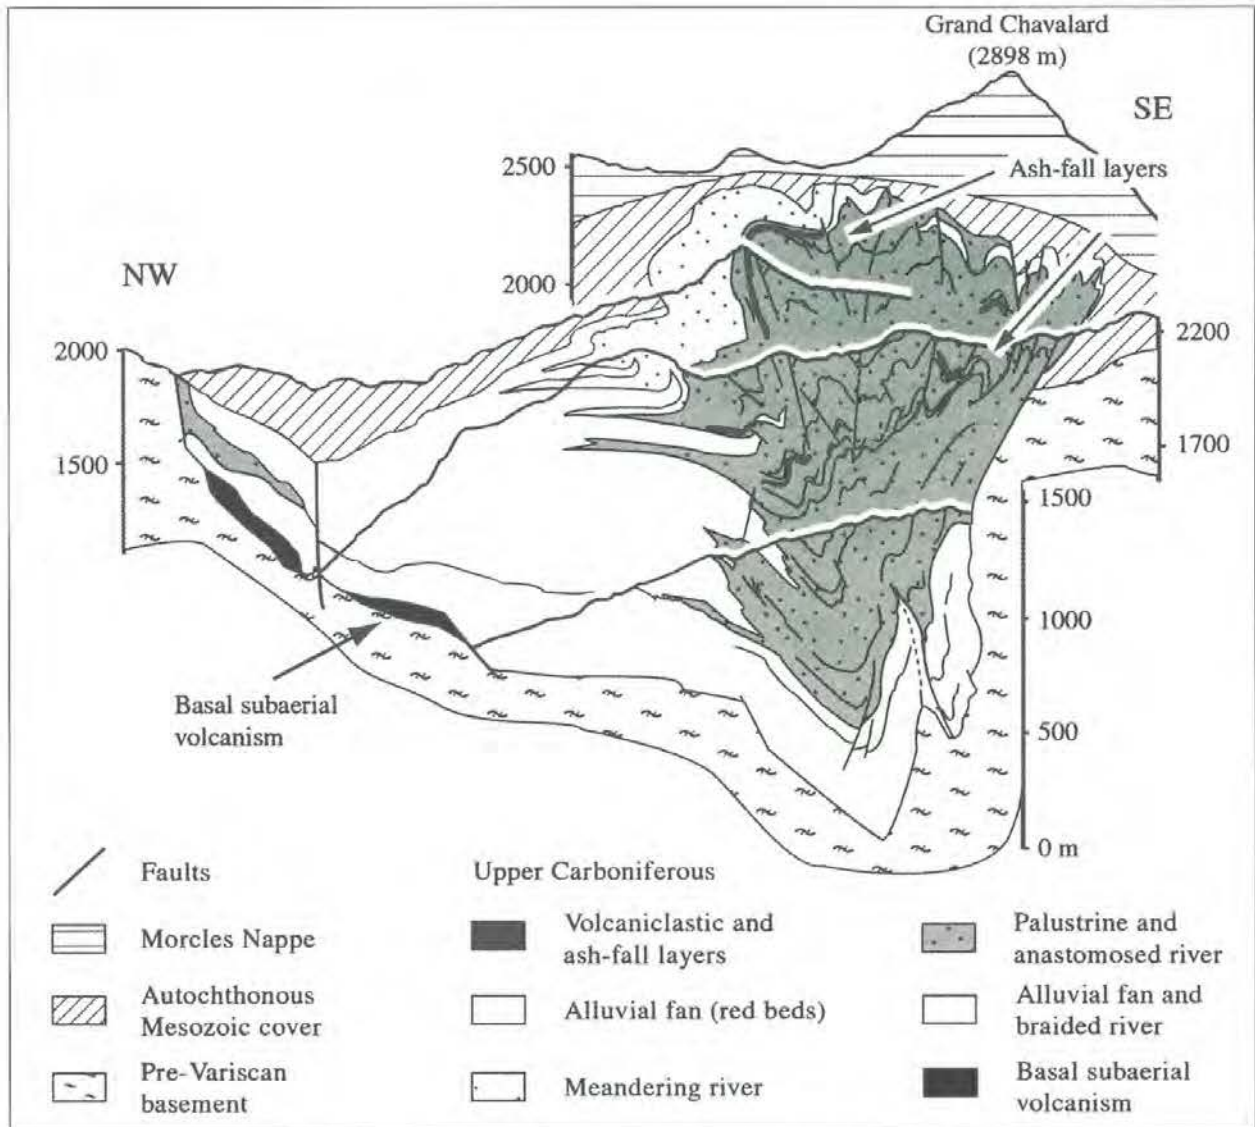 Grand Chavalard
(2898 m)
SE
2500
Ash-fall layers
NW
2000
2000
2200
1500
1700
1500
1000
Basal subaerial
volcanism
500
0 m
Faults
Upper Carboniferous
Morcles Nappe
Volcaniclastic and
ash-fall layers
Palustrine and
anastomosed river
Autochthonous
Mesozoic cover
Alluvial fan (red beds)
Alluvial fan and
braided river
Pre-Variscan
basement
Meandering river
Basal subaerial
volcanism